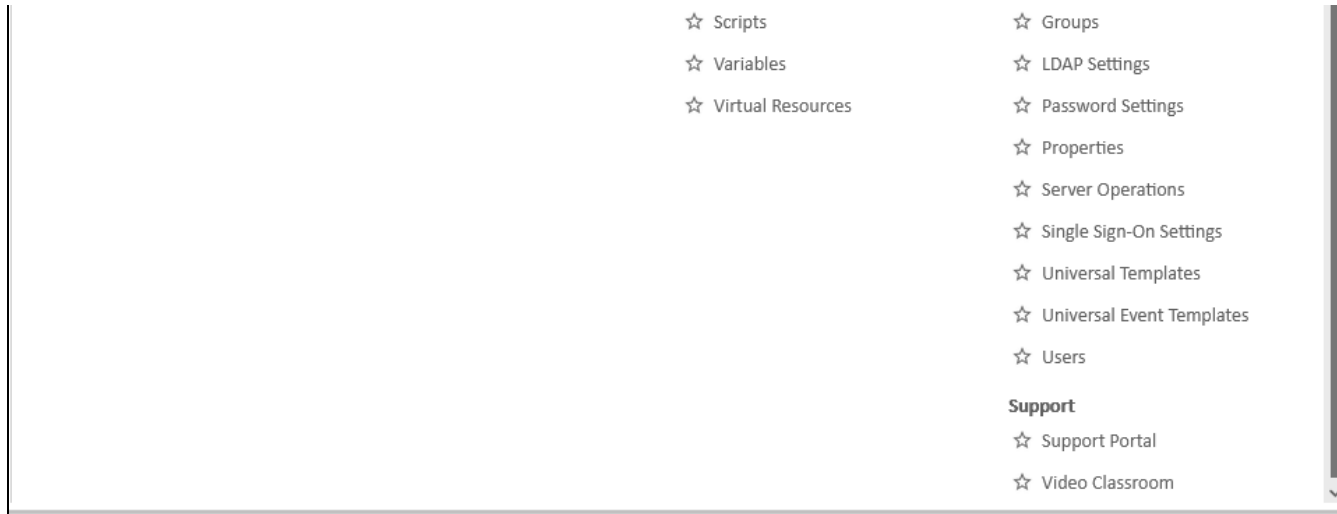 Scripts
Variables
Virtual Resources
Groups
LDAP Settings
Password Settings
Properties
Server Operations
Single Sign-On Settings
Universal Templates
Universal Event Templates
Users
Support
Support Portal
Video Classroom